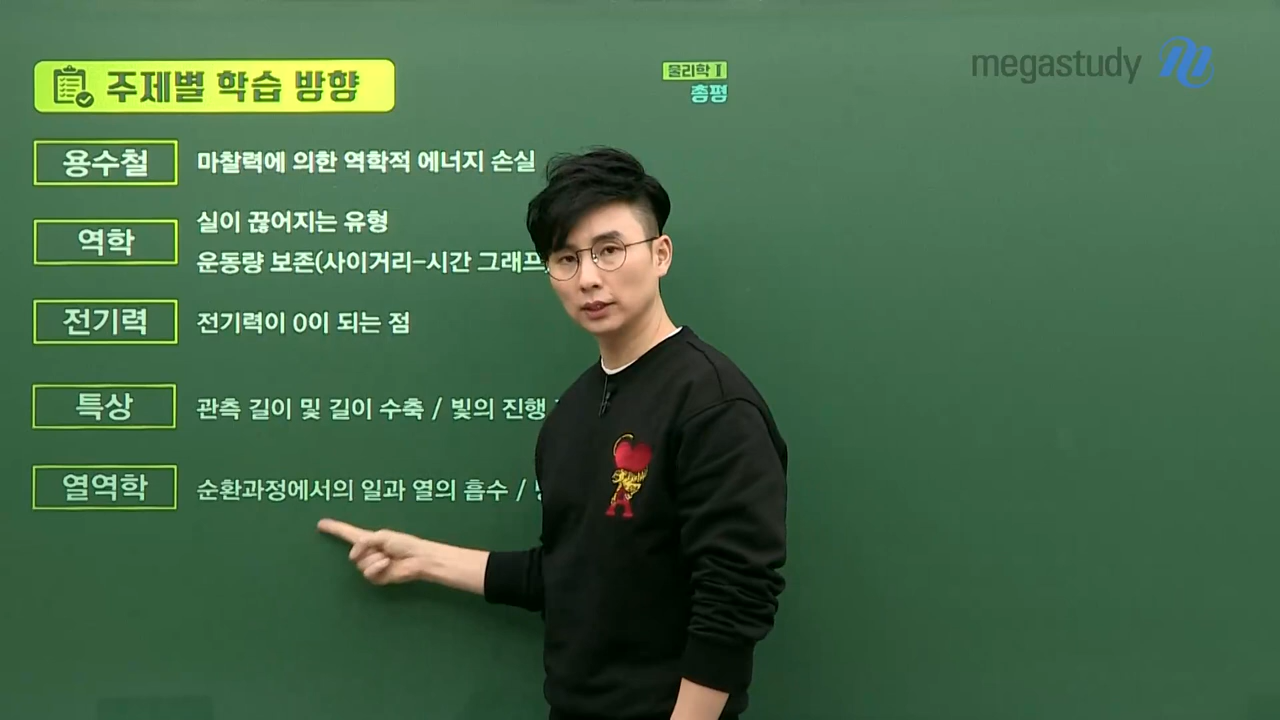 주제별 학습 방향
물리학 I
총평
megastudy
용수철
마찰력에 의한 역학적 에너지 손실
역학
실이 끊어지는 유형
운동량 보존(사이거리-시간 그래프
전기력
전기력이 0이 되는 점
특상
관측 길이 및 길이 수축 / 빛의 진행
열역학
순환과정에서의 일과 열의 흡수 /